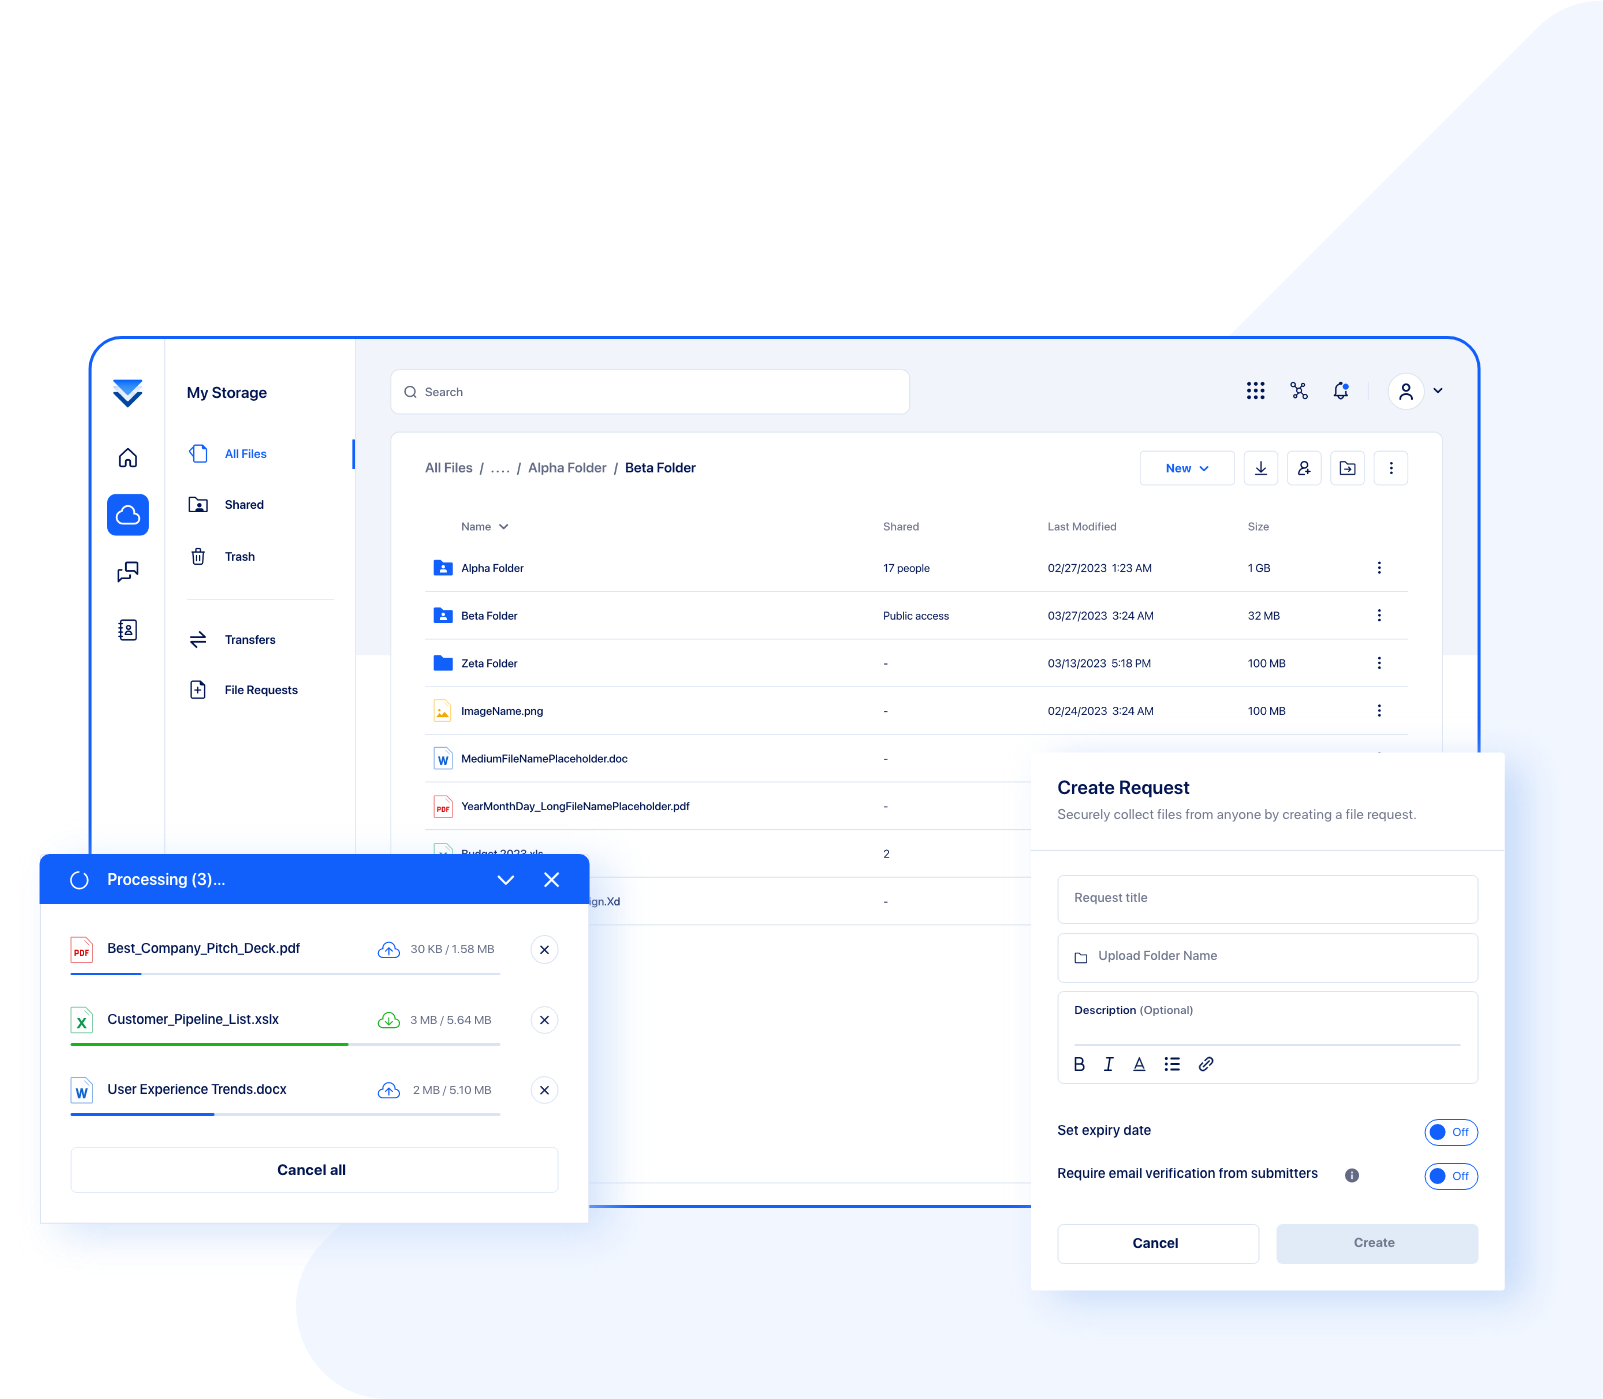 My Storage
All Files
Shared
Trash
Transfers
File Requests
Search
All Files / .... / Alpha Folder / Beta Folder
New
Name Shared Last Modified Size
Alpha Folder 17 people 02/27/2023 1:23 AM 1 GB
Beta Folder Public access 03/27/2023 3:24 AM 32 MB
Zeta Folder - 03/13/2023 5:18 PM 100 MB
ImageName.png - 02/24/2023 3:24 AM 100 MB
MediumFileNamePlaceholder.doc -
YearMonthDay_LongFileNamePlaceholder.pdf -
Budget 2023.xls 2
ign.Xd -
Processing (3)...
PDF Best_Company_Pitch_Deck.pdf 30 KB / 1.58 MB
X Customer_Pipeline_List.xslx 3 MB / 5.64 MB
W User Experience Trends.docx 2 MB / 5.10 MB
Cancel all
Create Request
Securely collect files from anyone by creating a file request.
Request title
Upload Folder Name
Description (Optional)
B I A
Set expiry date Off
Require email verification from submitters Off
Cancel Create